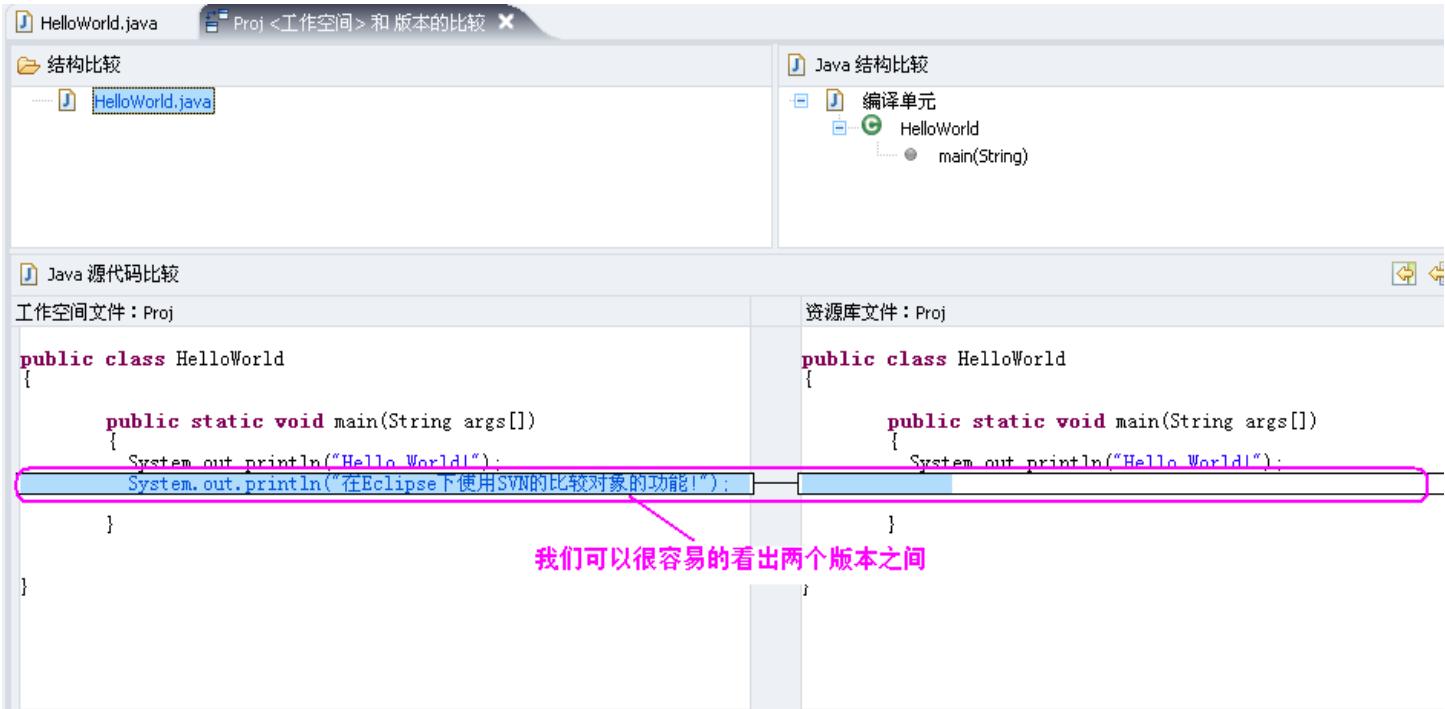 HelloWorld.java
Proj <工作空间> 和 版本的比较
结构比较
HelloWorld.java
Java 结构比较
编译单元
HelloWorld
main(String)
Java 源代码比较
工作空间文件：Proj
public class HelloWorld
{
public static void main(String args[])
{
System.out.println("Hello World!");
System.out.println("在Eclipse下使用SVN的比较对象的功能!");
}
}
资源库文件：Proj
public class HelloWorld
{
public static void main(String args[])
{
System.out.println("Hello World!");
}
}
我们可以很容易的看出两个版本之间